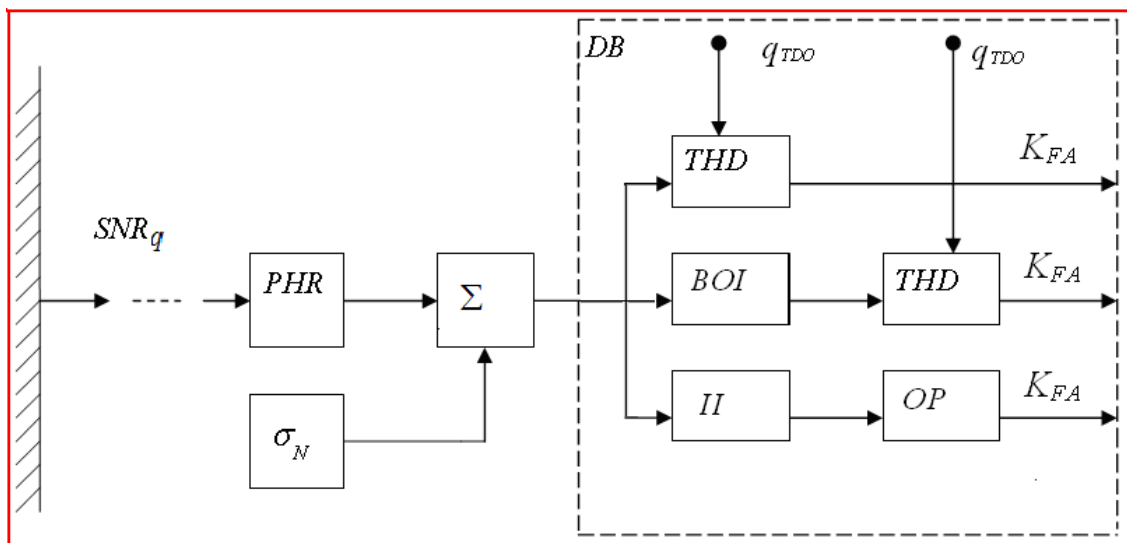 DB
q_TDO
q_TDO
THD
K_FA
SNR_q
PHR
Σ
BOI
THD
K_FA
σ_N
II
OP
K_FA